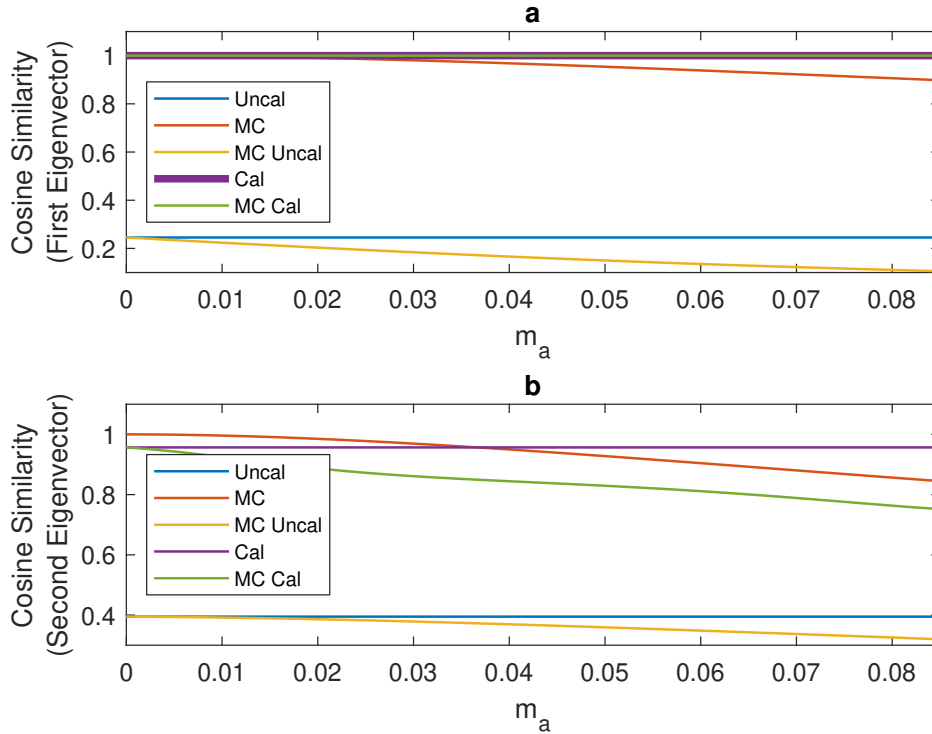 a
Cosine Similarity
(First Eigenvector)
1
0.8
0.6
0.4
0.2
Uncal
MC
MC Uncal
Cal
MC Cal
0 0.01 0.02 0.03 0.04 0.05 0.06 0.07 0.08
m_a
b
Cosine Similarity
(Second Eigenvector)
1
0.8
0.6
0.4
Uncal
MC
MC Uncal
Cal
MC Cal
0 0.01 0.02 0.03 0.04 0.05 0.06 0.07 0.08
m_a